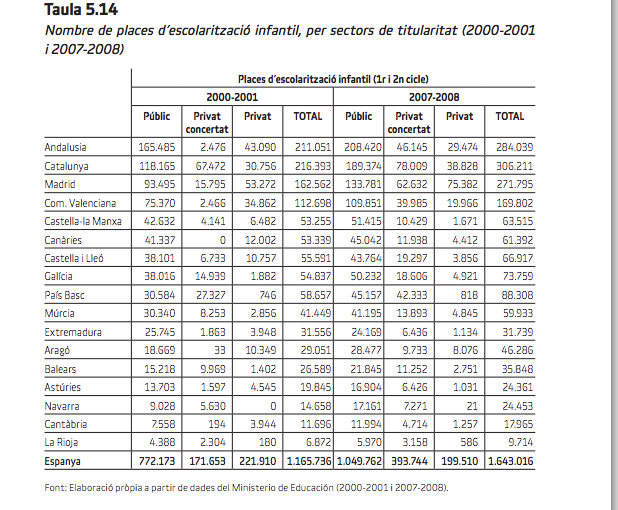 Taula 5.14
Nombre de places d'escolarització infantil, per sectors de titularitat (2000-2001
i 2007-2008)
Places d'escolarització infantil (1r i 2n cicle)
2000-2001 2007-2008
Públic Privat concertat Privat TOTAL Públic Privat concertat Privat TOTAL
Andalusia 165.485 2.476 43.090 211.051 208.420 46.145 29.474 284.039
Catalunya 118.165 67.472 30.756 216.393 189.374 78.009 38.828 306.211
Madrid 93.495 15.795 53.272 162.562 133.781 62.632 75.382 271.795
Com. Valenciana 75.370 2.466 34.862 112.698 109.851 39.985 19.966 169.802
Castella-la Manxa 42.632 4.141 6.482 53.255 51.415 10.429 1.671 63.515
Canàries 41.337 0 12.002 53.339 45.042 11.938 4.412 61.392
Castella i Lleó 38.101 6.733 10.757 55.591 43.764 19.297 3.856 66.917
Galícia 38.016 14.939 1.882 54.837 50.232 18.606 4.921 73.759
País Basc 30.584 27.327 746 58.657 45.157 42.333 818 88.308
Múrcia 30.340 8.253 2.856 41.449 41.195 13.893 4.845 59.933
Extremadura 25.745 1.863 3.948 31.556 24.169 6.436 1.134 31.739
Aragó 18.669 33 10.349 29.051 28.477 9.733 8.076 46.286
Balears 15.218 9.969 1.402 26.589 21.845 11.252 2.751 35.848
Astúries 13.703 1.597 4.545 19.845 16.904 6.426 1.031 24.361
Navarra 9.028 5.630 0 14.658 17.161 7.271 21 24.453
Cantàbria 7.558 194 3.944 11.696 11.994 4.714 1.257 17.965
La Rioja 4.388 2.304 180 6.872 5.970 3.158 586 9.714
Espanya 772.173 171.653 221.910 1.165.736 1.049.762 393.744 199.510 1.643.016
Font: Elaboració pròpia a partir de dades del Ministerio de Educación (2000-2001 i 2007-2008).